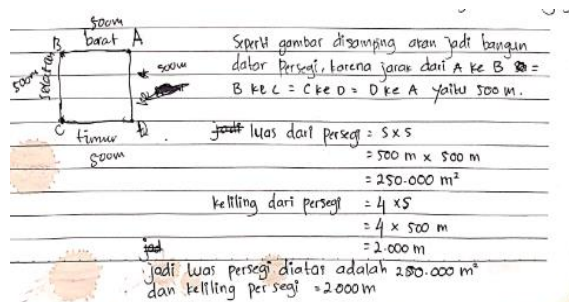 500m
barat
B
A
500m
selatan
500m
C
D
timur
500m
Seperti gambar disamping akan jadi bangun
datar persegi, karena jarak dari A ke B =
B ke C = C ke D = D ke A yaitu 500 m.
jadi luas dari persegi = S x S
= 500 m x 500 m
= 250.000 m²
keliling dari persegi = 4 x S
= 4 x 500 m
= 2.000 m
jad
jadi luas persegi diatas adalah 250.000 m²
dan keliling persegi = 2.000 m